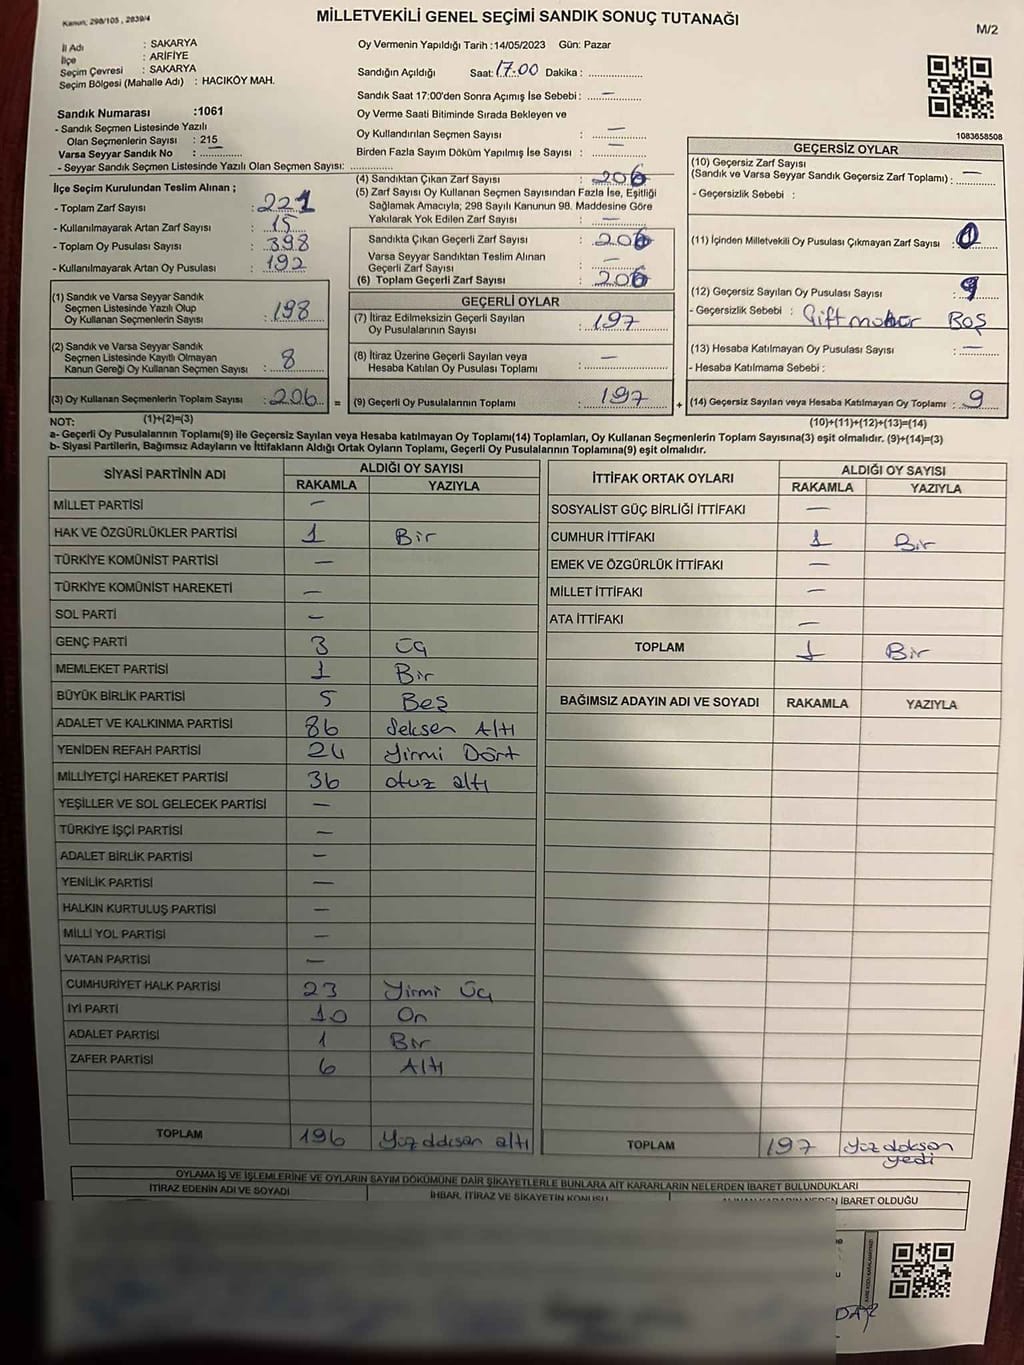 Kanun; 298/105 , 2839/4
MİLLETVEKİLİ GENEL SEÇİMİ SANDIK SONUÇ TUTANAĞI
M/2
İl Adı : SAKARYA
İlçe : ARİFİYE
Seçim Çevresi : SAKARYA
Seçim Bölgesi (Mahalle Adı) : HACIKÖY MAH.
Sandık Numarası :1061
- Sandık Seçmen Listesinde Yazılı
Olan Seçmenlerin Sayısı : 215
Varsa Seyyar Sandık No :
- Seyyar Sandık Seçmen Listesinde Yazılı Olan Seçmen Sayısı:
Oy Vermenin Yapıldığı Tarih :14/05/2023 Gün: Pazar
Sandığın Açıldığı Saat: 17.00 Dakika :
Sandık Saat 17:00'den Sonra Açımış İse Sebebi : —
Oy Verme Saati Bitiminde Sırada Bekleyen ve
Oy Kullandırılan Seçmen Sayısı : —
Birden Fazla Sayım Döküm Yapılmış İse Sayısı : —
1083658508
İlçe Seçim Kurulundan Teslim Alınan ;
- Toplam Zarf Sayısı : 221
- Kullanılmayarak Artan Zarf Sayısı : 15
- Toplam Oy Pusulası Sayısı : 398
- Kullanılmayarak Artan Oy Pusulası : 192
(1) Sandık ve Varsa Seyyar Sandık
Seçmen Listesinde Yazılı Olup
Oy Kullanan Seçmenlerin Sayısı : 198
(2) Sandık ve Varsa Seyyar Sandık
Seçmen Listesinde Kayıtlı Olmayan
Kanun Gereği Oy Kullanan Seçmen Sayısı : 8
(3) Oy Kullanan Seçmenlerin Toplam Sayısı : 206 =
(1)+(2)=(3)
(4) Sandıktan Çıkan Zarf Sayısı : 206
(5) Zarf Sayısı Oy Kullanan Seçmen Sayısından Fazla İse, Eşitliği
Sağlamak Amacıyla; 298 Sayılı Kanunun 98. Maddesine Göre
Yakılarak Yok Edilen Zarf Sayısı : —
Sandıkta Çıkan Geçerli Zarf Sayısı : 206
Varsa Seyyar Sandıktan Teslim Alınan
Geçerli Zarf Sayısı : —
(6) Toplam Geçerli Zarf Sayısı : 206
GEÇERLİ OYLAR
(7) İtiraz Edilmeksizin Geçerli Sayılan
Oy Pusulalarının Sayısı : 197
(8) İtiraz Üzerine Geçerli Sayılan veya
Hesaba Katılan Oy Pusulası Toplamı : —
(9) Geçerli Oy Pusulalarının Toplamı : 197 +
GEÇERSİZ OYLAR
(10) Geçersiz Zarf Sayısı
(Sandık ve Varsa Seyyar Sandık Geçersiz Zarf Toplamı) : —
- Geçersizlik Sebebi :
(11) İçinden Milletvekili Oy Pusulası Çıkmayan Zarf Sayısı : 0
(12) Geçersiz Sayılan Oy Pusulası Sayısı : 9
- Geçersizlik Sebebi : Çift mühür Boş
(13) Hesaba Katılmayan Oy Pusulası Sayısı : —
- Hesaba Katılmama Sebebi :
(14) Geçersiz Sayılan veya Hesaba Katılmayan Oy Toplamı : 9
(10)+(11)+(12)+(13)=(14)
NOT:
a- Geçerli Oy Pusulalarının Toplamı(9) ile Geçersiz Sayılan veya Hesaba katılmayan Oy Toplamı(14) Toplamları, Oy Kullanan Seçmenlerin Toplam Sayısına(3) eşit olmalıdır. (9)+(14)=(3)
b- Siyasi Partilerin, Bağımsız Adayların ve İttifakların Aldığı Ortak Oyların Toplamı, Geçerli Oy Pusulalarının Toplamına(9) eşit olmalıdır.
SİYASİ PARTİNİN ADI ALDIĞI OY SAYISI
RAKAMLA YAZIYLA
MİLLET PARTİSİ —
HAK VE ÖZGÜRLÜKLER PARTİSİ 1 Bir
TÜRKİYE KOMÜNİST PARTİSİ —
TÜRKİYE KOMÜNİST HAREKETİ —
SOL PARTİ —
GENÇ PARTİ 3 Üç
MEMLEKET PARTİSİ 1 Bir
BÜYÜK BİRLİK PARTİSİ 5 Beş
ADALET VE KALKINMA PARTİSİ 86 Seksen Altı
YENİDEN REFAH PARTİSİ 24 Yirmi Dört
MİLLİYETÇİ HAREKET PARTİSİ 36 otuz altı
YEŞİLLER VE SOL GELECEK PARTİSİ —
TÜRKİYE İŞÇİ PARTİSİ —
ADALET BİRLİK PARTİSİ —
YENİLİK PARTİSİ —
HALKIN KURTULUŞ PARTİSİ —
MİLLİ YOL PARTİSİ —
VATAN PARTİSİ —
CUMHURİYET HALK PARTİSİ 23 Yirmi Üç
İYİ PARTİ 10 On
ADALET PARTİSİ 1 Bir
ZAFER PARTİSİ 6 Altı
TOPLAM 196 Yüz doksan altı
İTTİFAK ORTAK OYLARI ALDIĞI OY SAYISI
RAKAMLA YAZIYLA
SOSYALİST GÜÇ BİRLİĞİ İTTİFAKI —
CUMHUR İTTİFAKI 1 Bir
EMEK VE ÖZGÜRLÜK İTTİFAKI —
MİLLET İTTİFAKI —
ATA İTTİFAKI —
TOPLAM 1 Bir
BAĞIMSIZ ADAYIN ADI VE SOYADI RAKAMLA YAZIYLA
TOPLAM 197 Yüz doksan
yedi
OYLAMA İŞ VE İŞLEMLERİNE VE OYLARIN SAYIM DÖKÜMÜNE DAİR ŞİKAYETLERLE BUNLARA AİT KARARLARIN NELERDEN İBARET BULUNDUKLARI
İTİRAZ EDENİN ADI VE SOYADI İHBAR, İTİRAZ VE ŞİKAYETİN KONUSU ALINAN KARARIN NEDEN İBARET OLDUĞU